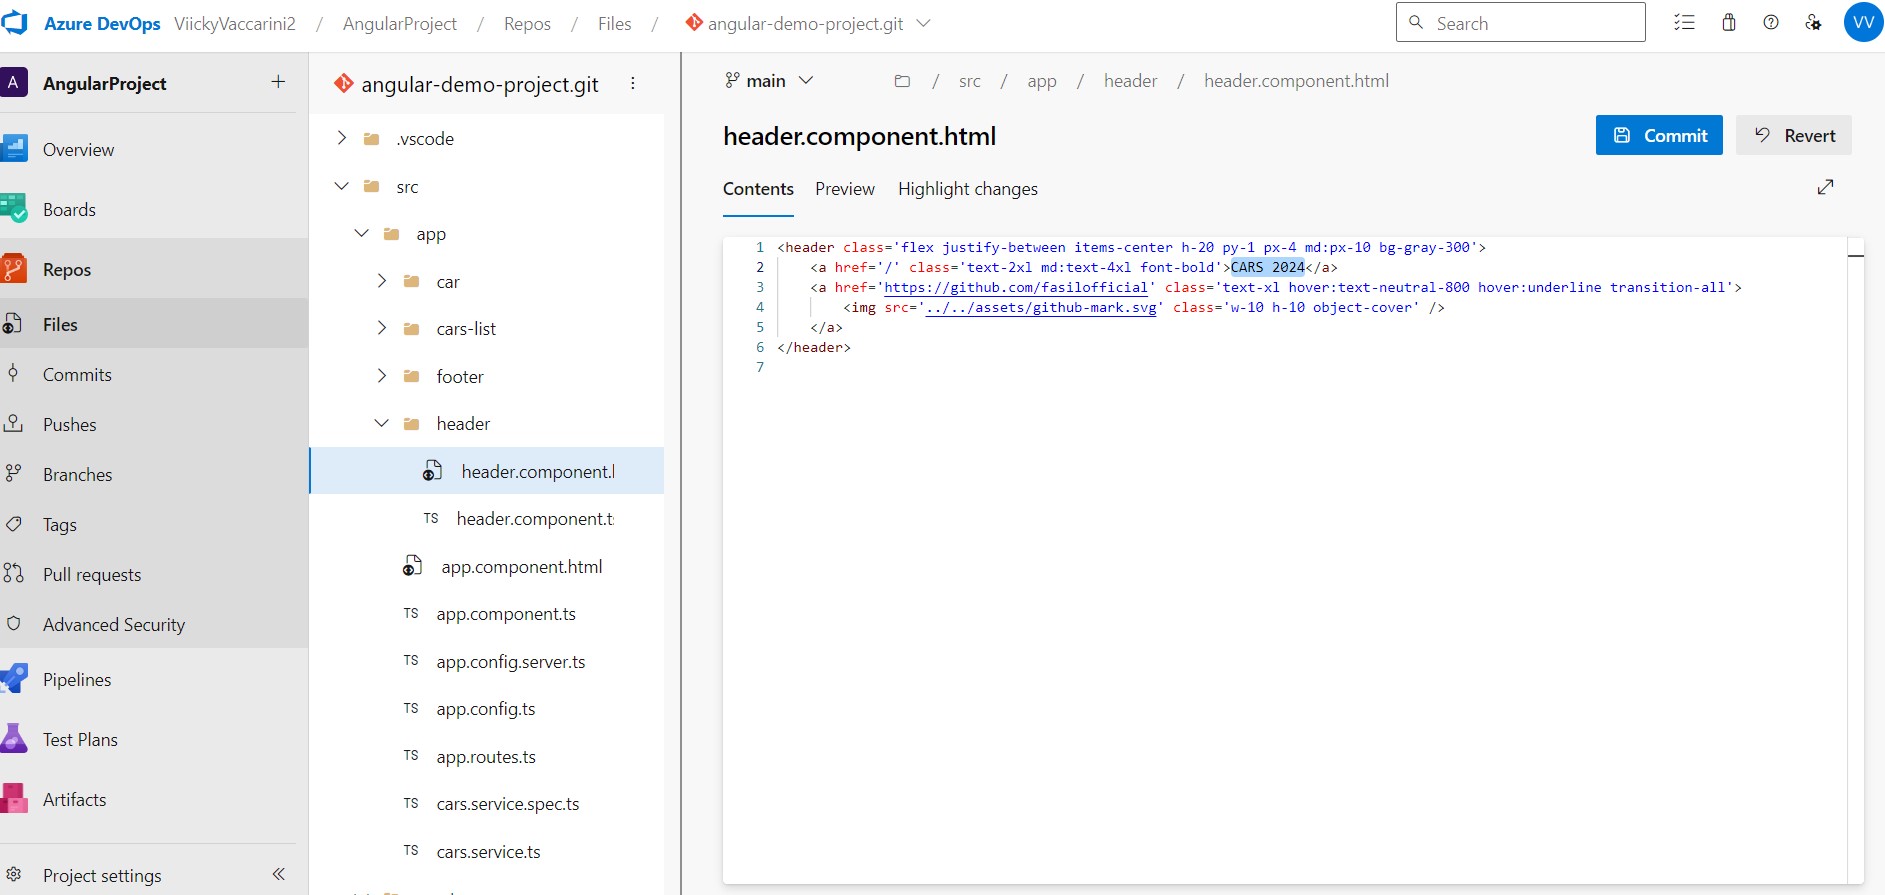 Azure DevOps ViickyVaccarini2 / AngularProject / Repos / Files / angular-demo-project.git
Search
VV
A AngularProject +
Overview
Boards
Repos
Files
Commits
Pushes
Branches
Tags
Pull requests
Advanced Security
Pipelines
Test Plans
Artifacts
Project settings
angular-demo-project.git
.vscode
src
app
car
cars-list
footer
header
header.component.
TS header.component.t
app.component.html
TS app.component.ts
TS app.config.server.ts
TS app.config.ts
TS app.routes.ts
TS cars.service.spec.ts
TS cars.service.ts
main
/ src / app / header / header.component.html
header.component.html
Commit
Revert
Contents Preview Highlight changes
1 <header class='flex justify-between items-center h-20 py-1 px-4 md:px-10 bg-gray-300'>
2 <a href='/' class='text-2xl md:text-4xl font-bold'>CARS 2024</a>
3 <a href='https://github.com/fasilofficial' class='text-xl hover:text-neutral-800 hover:underline transition-all'>
4 <img src='../../assets/github-mark.svg' class='w-10 h-10 object-cover' />
5 </a>
6 </header>
7